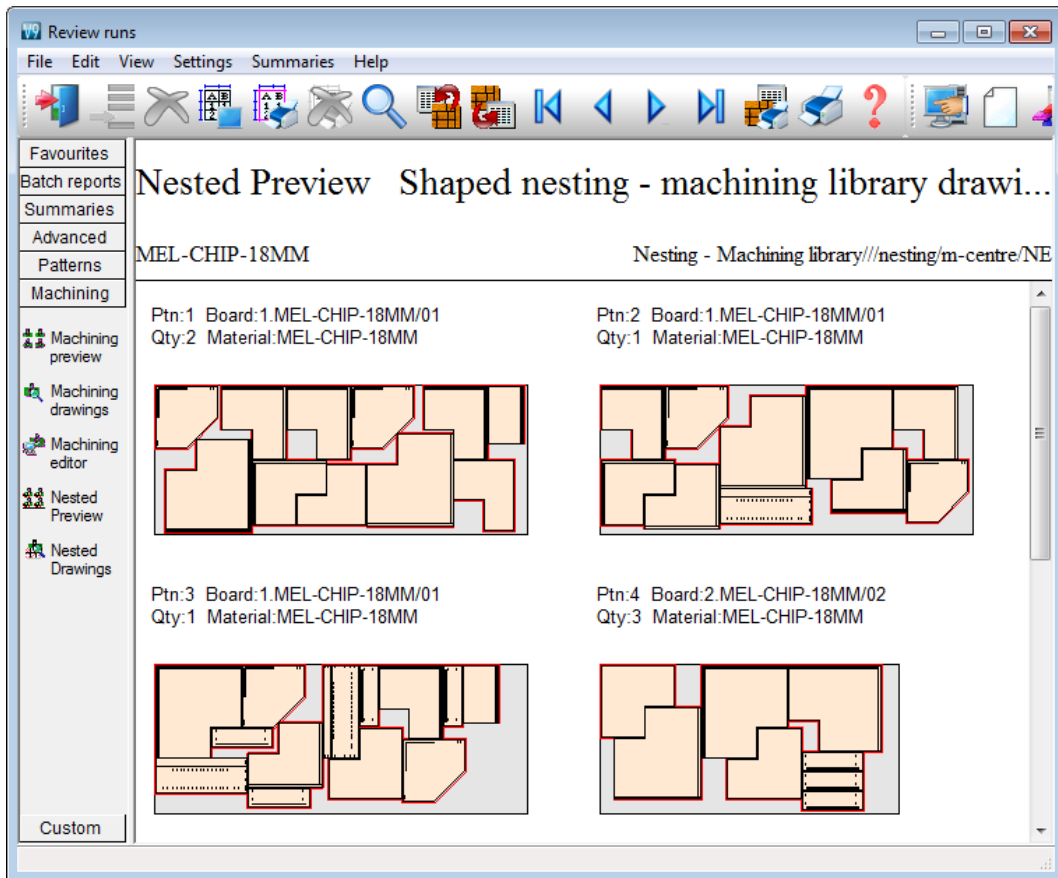 V9 Review runs
File Edit View Settings Summaries Help
Favourites
Batch reports
Summaries
Advanced
Patterns
Machining
Machining
preview
Machining
drawings
Machining
editor
Nested
Preview
Nested
Drawings
Custom
Nested Preview Shaped nesting - machining library drawi...
MEL-CHIP-18MM Nesting - Machining library///nesting/m-centre/NE
Ptn:1 Board:1.MEL-CHIP-18MM/01
Qty:2 Material:MEL-CHIP-18MM
Ptn:2 Board:1.MEL-CHIP-18MM/01
Qty:1 Material:MEL-CHIP-18MM
Ptn:3 Board:1.MEL-CHIP-18MM/01
Qty:1 Material:MEL-CHIP-18MM
Ptn:4 Board:2.MEL-CHIP-18MM/02
Qty:3 Material:MEL-CHIP-18MM